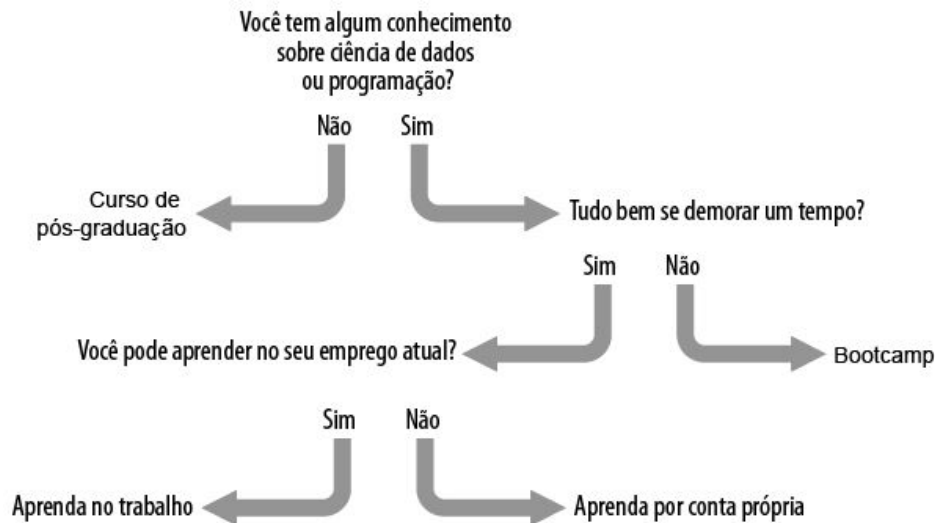 Você tem algum conhecimento
sobre ciência de dados
ou programação?
Não Sim
Curso de
pós-graduação
Tudo bem se demorar um tempo?
Sim Não
Você pode aprender no seu emprego atual?
Bootcamp
Sim Não
Aprenda no trabalho
Aprenda por conta própria